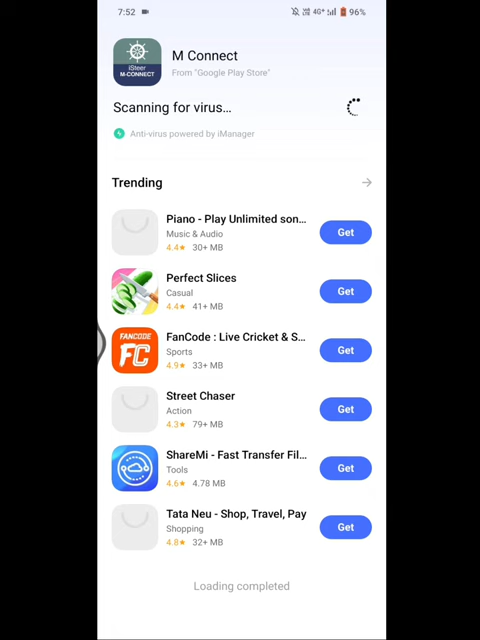 7:52
4G+
96%
iSteer
M-CONNECT
M Connect
From "Google Play Store"
Scanning for virus...
Anti-virus powered by iManager
Trending
Piano - Play Unlimited son...
Music & Audio
4.4★ 30+ MB
Get
Perfect Slices
Casual
4.4★ 41+ MB
Get
FANCODE
FC
FanCode : Live Cricket & S...
Sports
4.9★ 33+ MB
Get
Street Chaser
Action
4.3★ 79+ MB
Get
ShareMi - Fast Transfer Fil...
Tools
4.6★ 4.78 MB
Get
Tata Neu - Shop, Travel, Pay
Shopping
4.8★ 32+ MB
Get
Loading completed